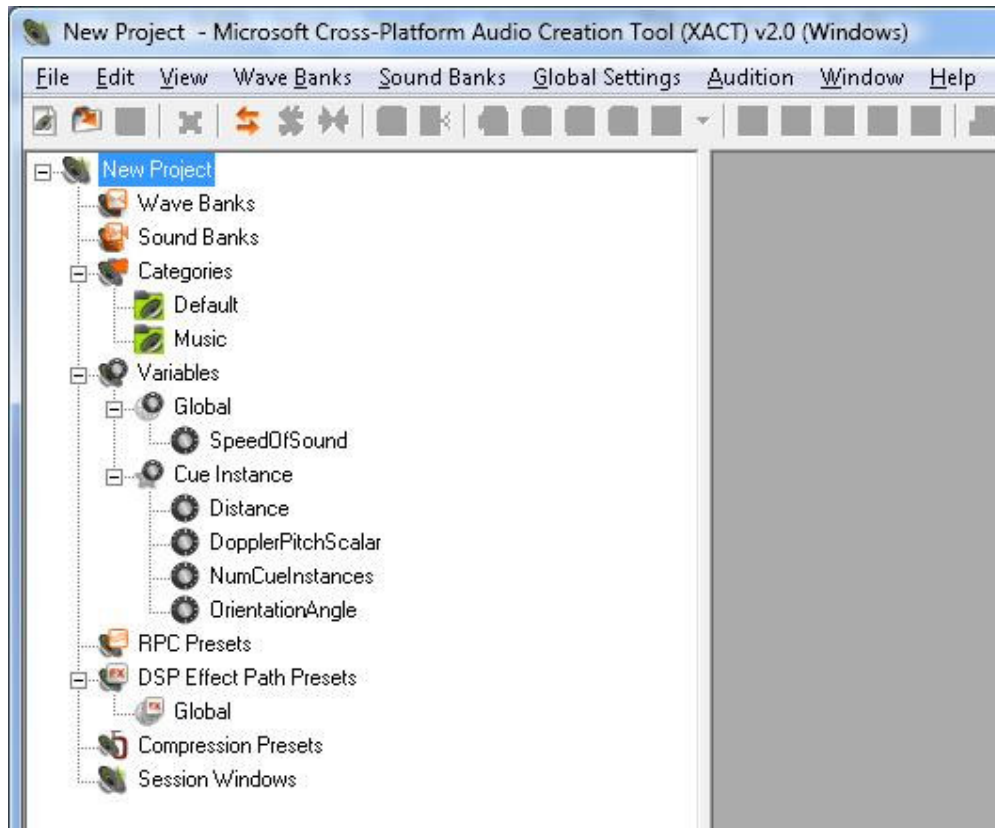 New Project - Microsoft Cross-Platform Audio Creation Tool (XACT) v2.0 (Windows)
File Edit View Wave Banks Sound Banks Global Settings Audition Window Help
New Project
Wave Banks
Sound Banks
Categories
Default
Music
Variables
Global
SpeedOfSound
Cue Instance
Distance
DopplerPitchScalar
NumCueInstances
OrientationAngle
RPC Presets
DSP Effect Path Presets
Global
Compression Presets
Session Windows